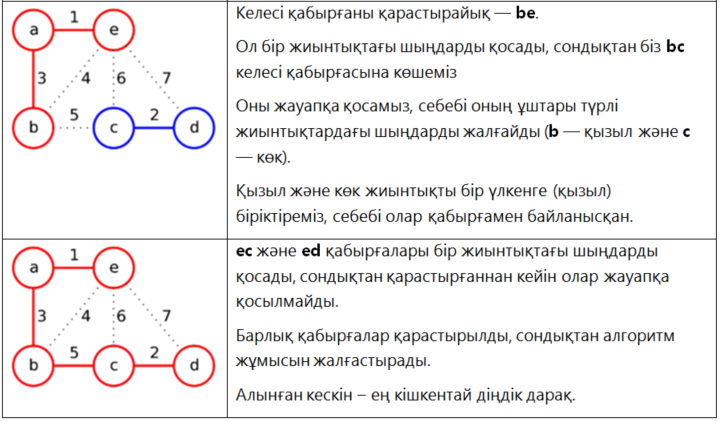 1
a
e
3
4
6
7
5
2
b
c
d
Келесі қабырғаны қарастырайық — be.
Ол бір жиынтықтағы шыңдарды қосады, сондықтан біз bc
келесі қабырғасына көшеміз
Оны жауапқа қосамыз, себебі оның ұштары түрлі
жиынтықтардағы шыңдарды жалғайды (b — қызыл және c
— көк).
Қызыл және көк жиынтықты бір үлкенге (қызыл)
біріктіреміз, себебі олар қабырғамен байланысқан.
1
a
e
3
4
6
7
5
2
b
c
d
ec және ed қабырғалары бір жиынтықтағы шыңдарды
қосады, сондықтан қарастырғаннан кейін олар жауапқа
қосылмайды.
Барлық қабырғалар қарастырылды, сондықтан алгоритм
жұмысын жалғастырады.
Алынған кескін – ең кішкентай діңдік дарақ.